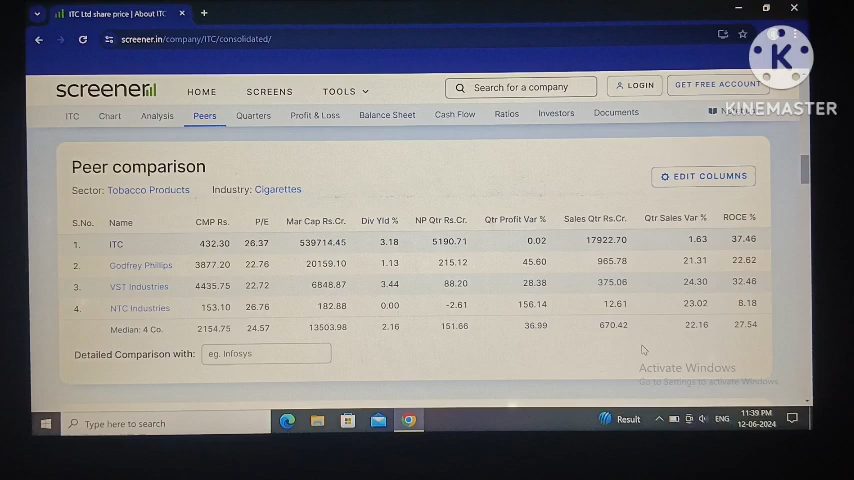 ITC Ltd share price | About ITC
screener.in/company/ITC/consolidated/
screener
HOME
SCREENS
TOOLS
Search for a company
LOGIN
GET FREE ACCOUNT
KINEMASTER
ITC
Chart
Analysis
Peers
Quarters
Profit & Loss
Balance Sheet
Cash Flow
Ratios
Investors
Documents
Peer comparison
Sector: Tobacco Products Industry: Cigarettes
EDIT COLUMNS
S.No. Name CMP Rs. P/E Mar Cap Rs.Cr. Div Yld % NP Qtr Rs.Cr. Qtr Profit Var % Sales Qtr Rs.Cr. Qtr Sales Var % ROCE %
1. ITC 432.30 26.37 539714.45 3.18 5190.71 0.02 17922.70 1.63 37.46
2. Godfrey Phillips 3877.20 22.76 20159.10 1.13 215.12 45.60 965.78 21.31 22.62
3. VST Industries 4435.75 22.72 6848.87 3.44 88.20 28.38 375.06 24.30 32.46
4. NTC Industries 153.10 26.76 182.88 0.00 -2.61 156.14 12.61 23.02 8.18
Median: 4 Co. 2154.75 24.57 13503.98 2.16 151.66 36.99 670.42 22.16 27.54
Detailed Comparison with: eg. Infosys
Activate Windows
Go to Settings to activate Windows.
Type here to search
Result
ENG
11:39 PM
12-06-2024